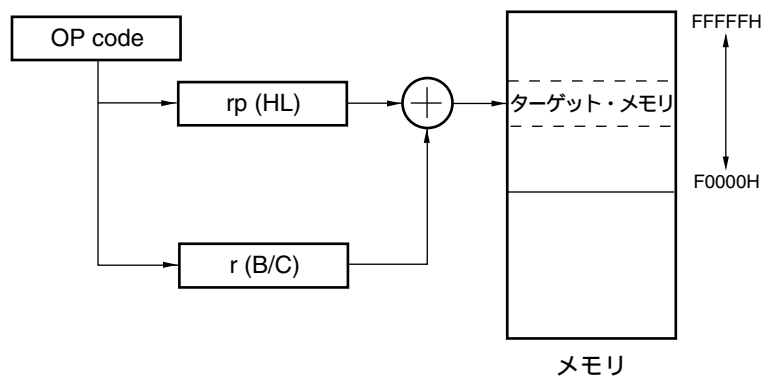 OP code
FFFFFH
rp (HL)
ターゲット・メモリ
F0000H
r (B/C)
メモリ